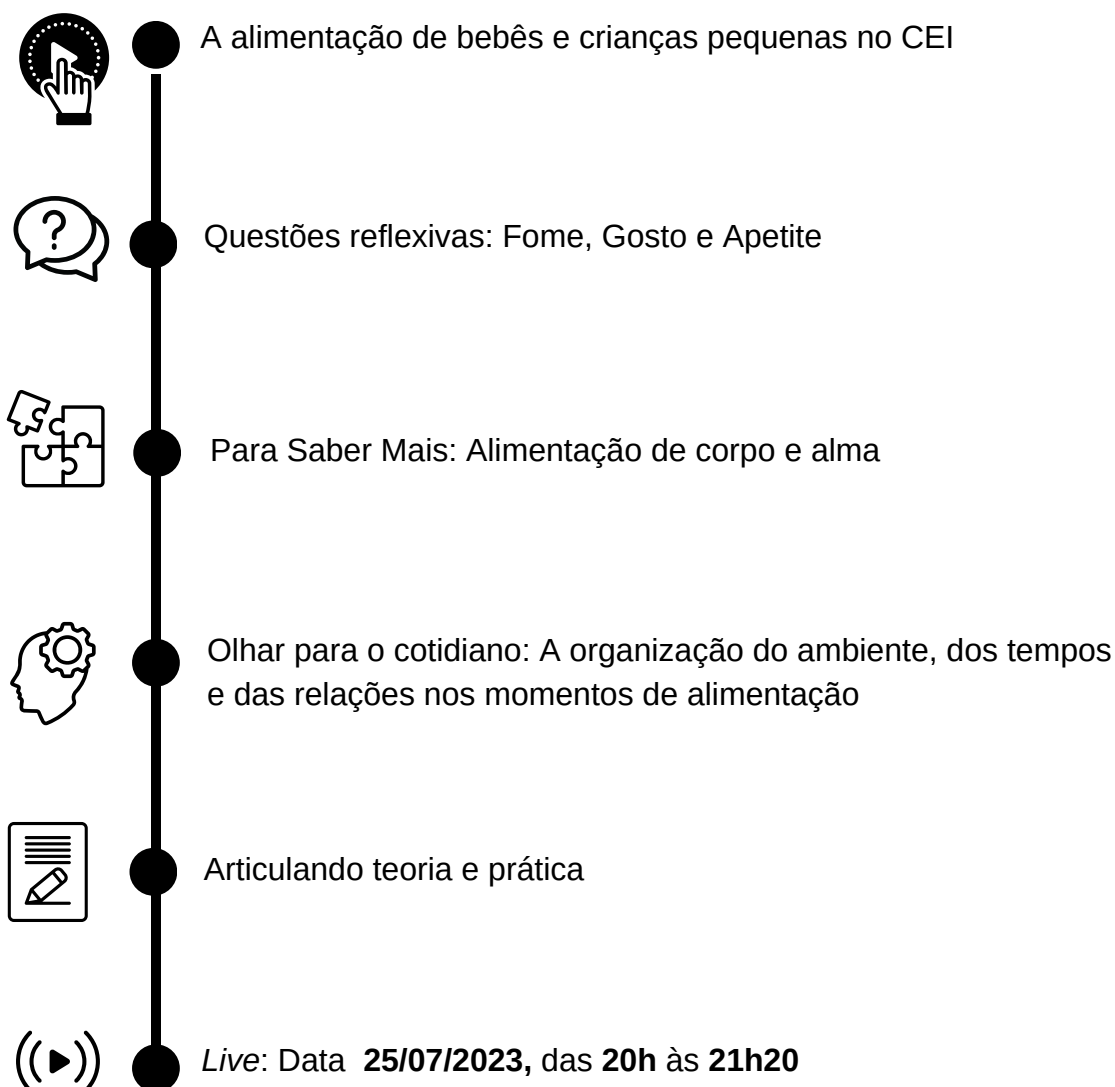 A alimentação de bebês e crianças pequenas no CEI
?
Questões reflexivas: Fome, Gosto e Apetite
Para Saber Mais: Alimentação de corpo e alma
Olhar para o cotidiano: A organização do ambiente, dos tempos
e das relações nos momentos de alimentação
Articulando teoria e prática
Live: Data 25/07/2023, das 20h às 21h20